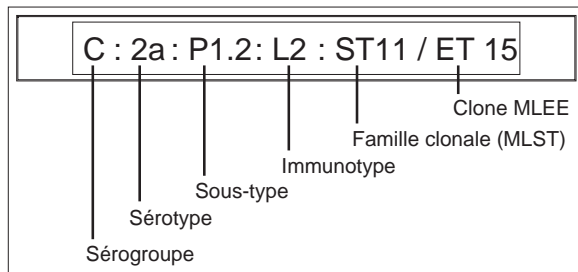 C : 2a : P1.2: L2 : ST11 / ET 15
Clone MLEE
Famille clonale (MLST)
Immunotype
Sous-type
Sérotype
Sérogroupe